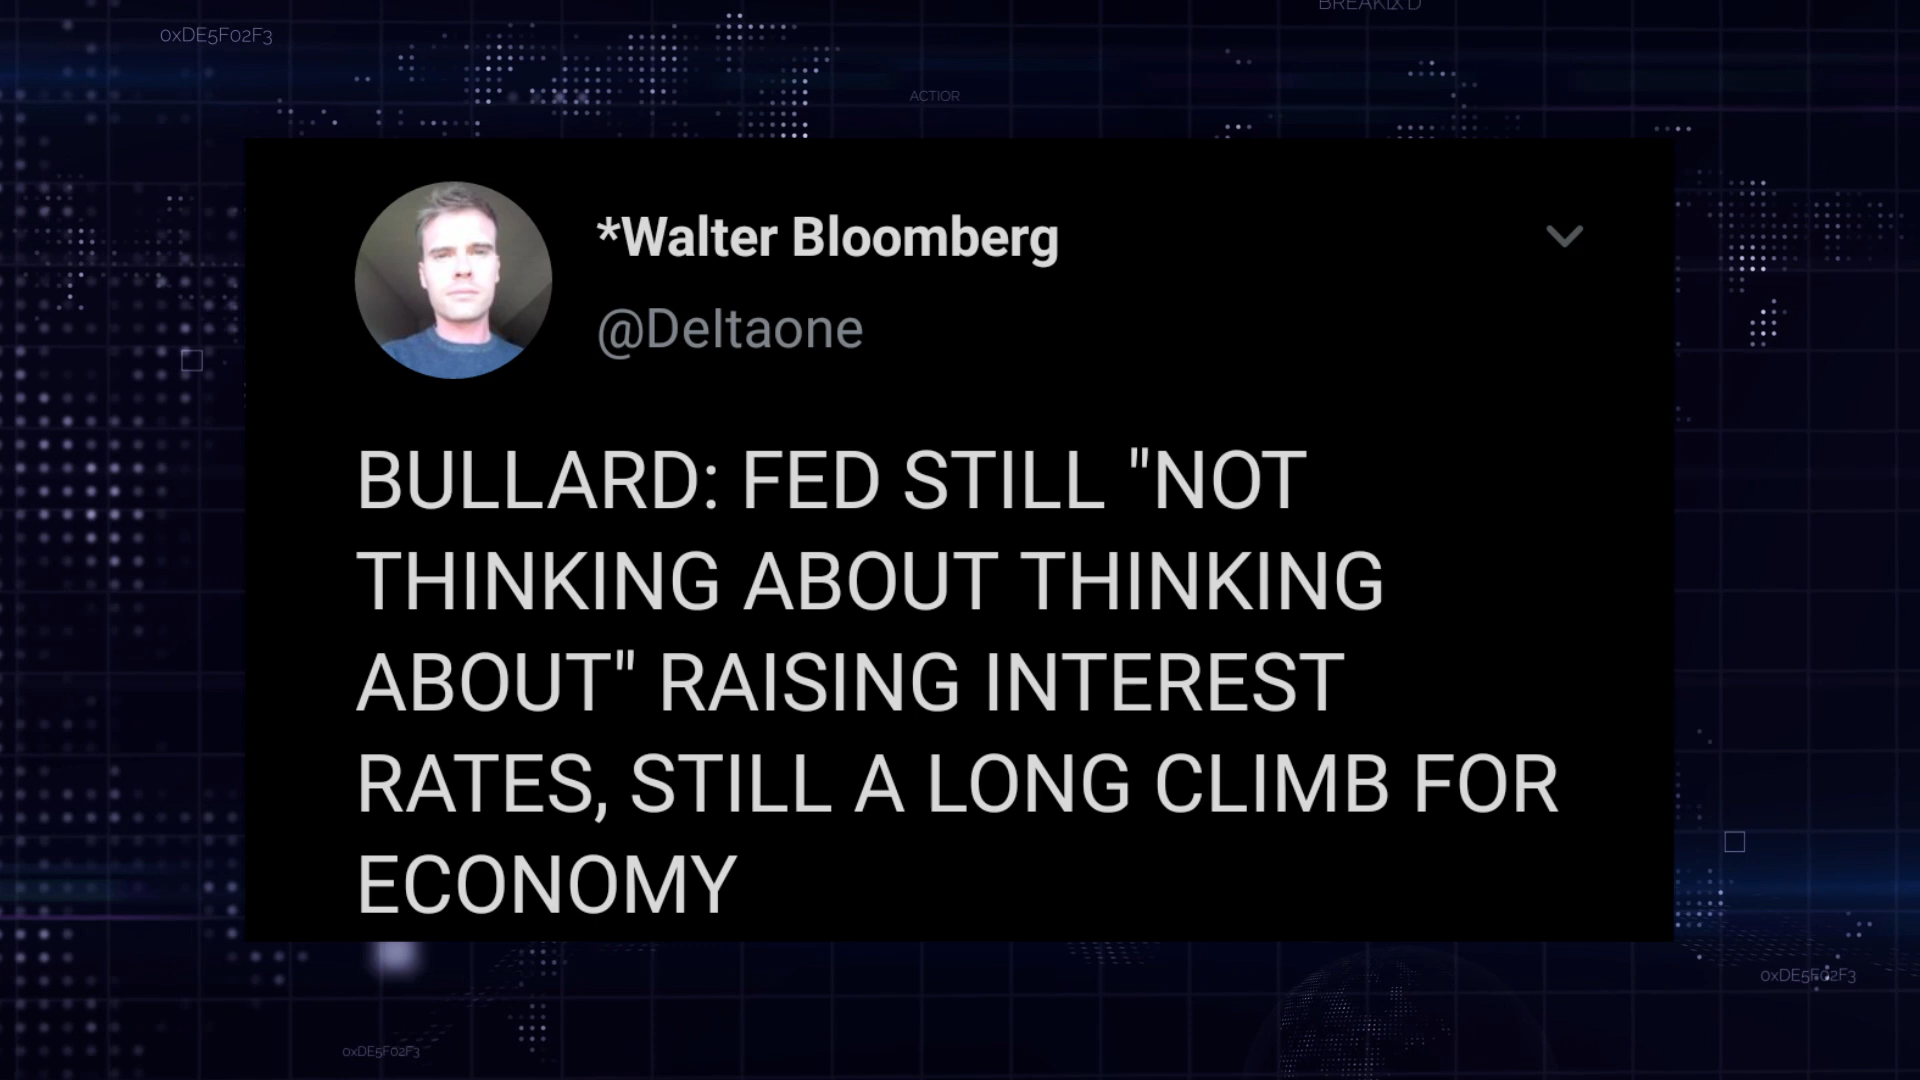 0xDE5F02F3
ACTIOR
*Walter Bloomberg
@Deltaone
BULLARD: FED STILL "NOT
THINKING ABOUT THINKING
ABOUT" RAISING INTEREST
RATES, STILL A LONG CLIMB FOR
ECONOMY
0xDE5F02F3
0xDE5F02F3